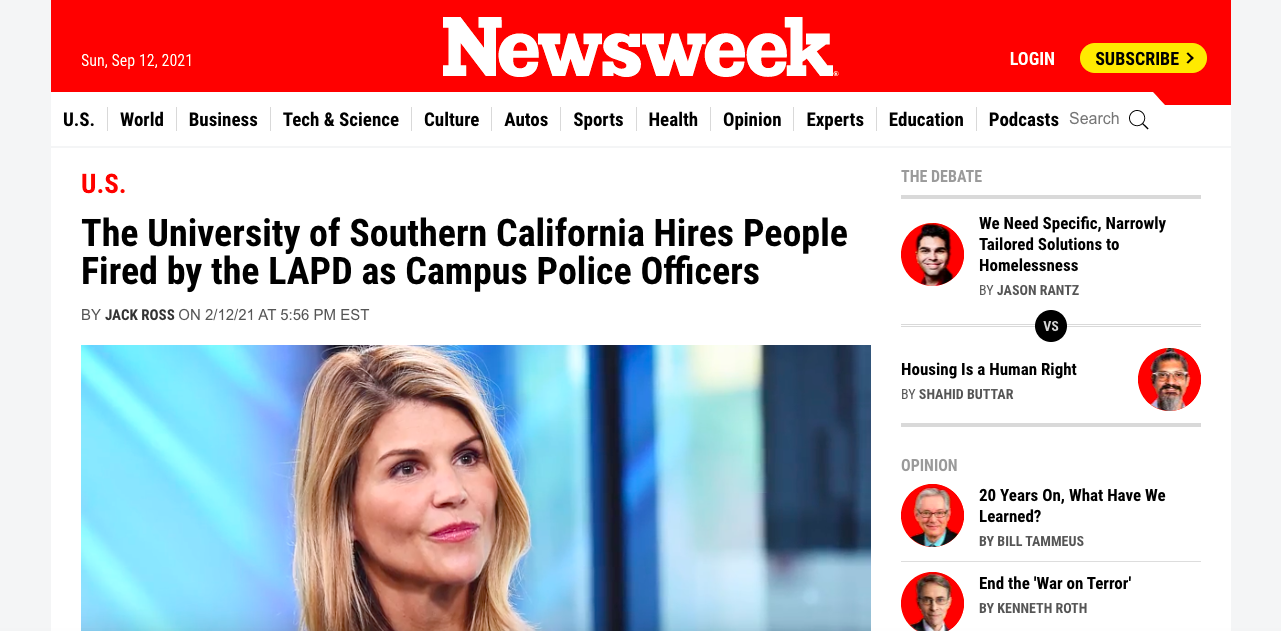 Sun, Sep 12, 2021
Newsweek
LOGIN
SUBSCRIBE
U.S.
World
Business
Tech & Science
Culture
Autos
Sports
Health
Opinion
Experts
Education
Podcasts
Search
U.S.
The University of Southern California Hires People
Fired by the LAPD as Campus Police Officers
BY JACK ROSS ON 2/12/21 AT 5:56 PM EST
THE DEBATE
We Need Specific, Narrowly
Tailored Solutions to
Homelessness
BY JASON RANTZ
VS
Housing Is a Human Right
BY SHAHID BUTTAR
OPINION
20 Years On, What Have We
Learned?
BY BILL TAMMEUS
End the 'War on Terror'
BY KENNETH ROTH